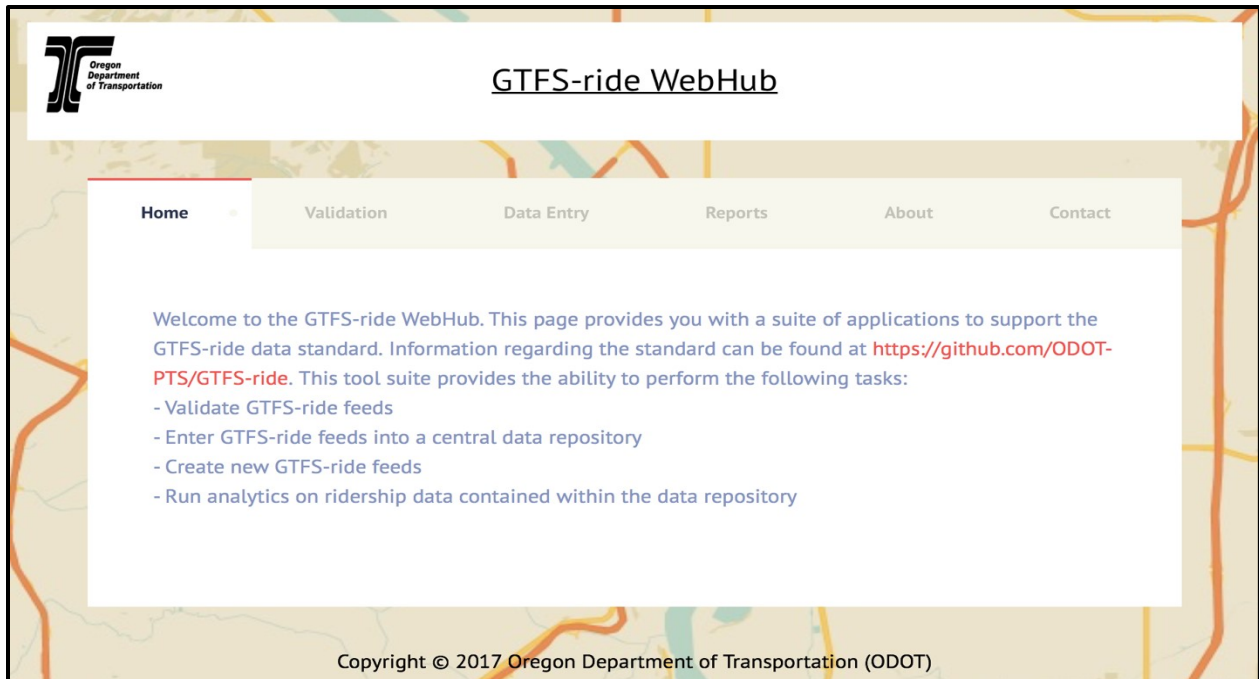 Oregon
Department
of Transportation
GTFS-ride WebHub
Home Validation Data Entry Reports About Contact
Welcome to the GTFS-ride WebHub. This page provides you with a suite of applications to support the
GTFS-ride data standard. Information regarding the standard can be found at https://github.com/ODOT-
PTS/GTFS-ride. This tool suite provides the ability to perform the following tasks:
- Validate GTFS-ride feeds
- Enter GTFS-ride feeds into a central data repository
- Create new GTFS-ride feeds
- Run analytics on ridership data contained within the data repository
Copyright © 2017 Oregon Department of Transportation (ODOT)